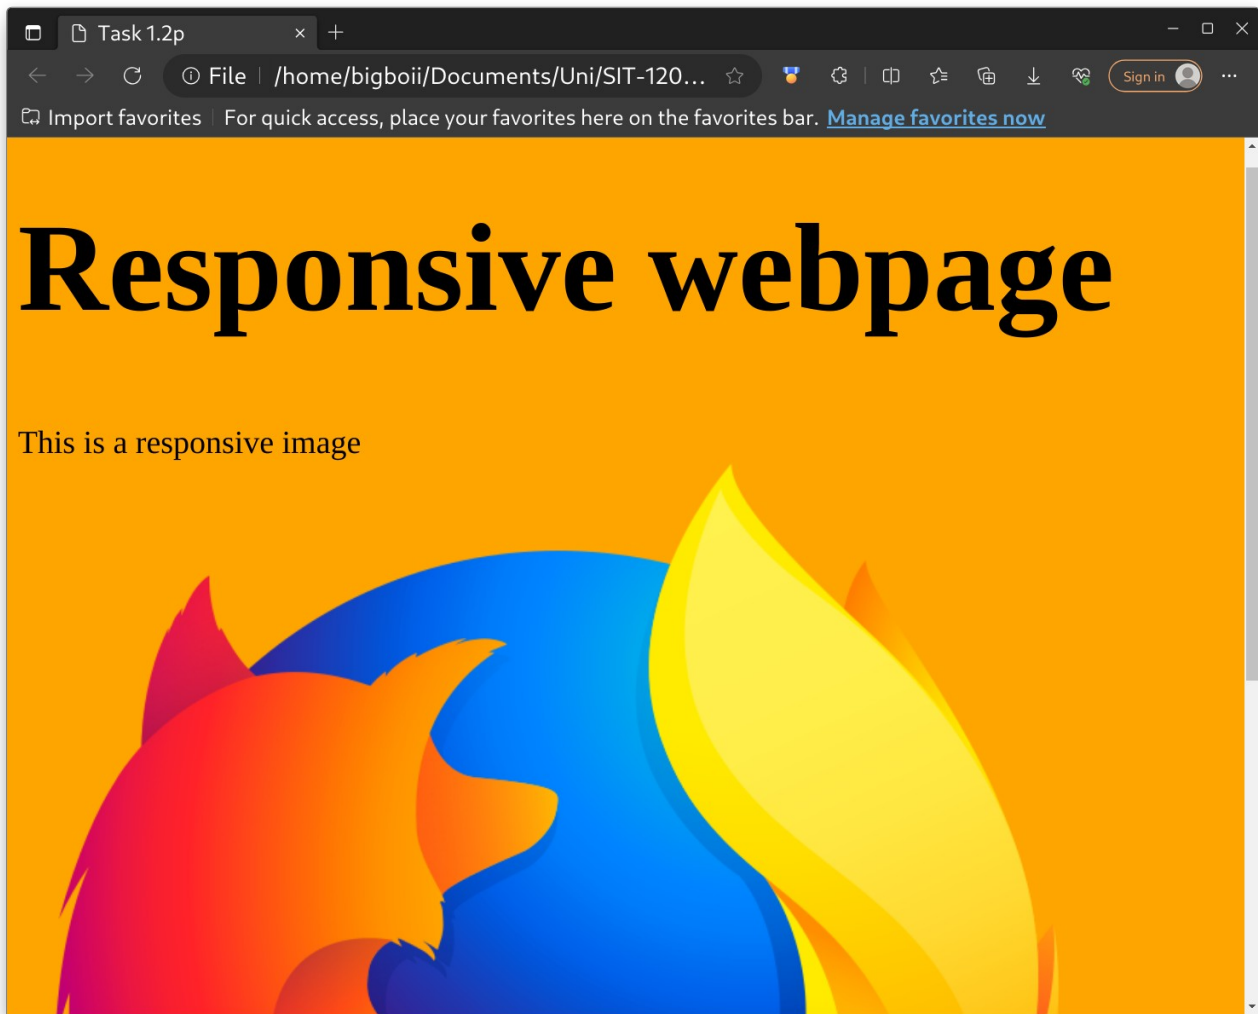 Task 1.2p
File /home/bigboii/Documents/Uni/SIT-120... Sign in
Import favorites For quick access, place your favorites here on the favorites bar. Manage favorites now
Responsive webpage
This is a responsive image